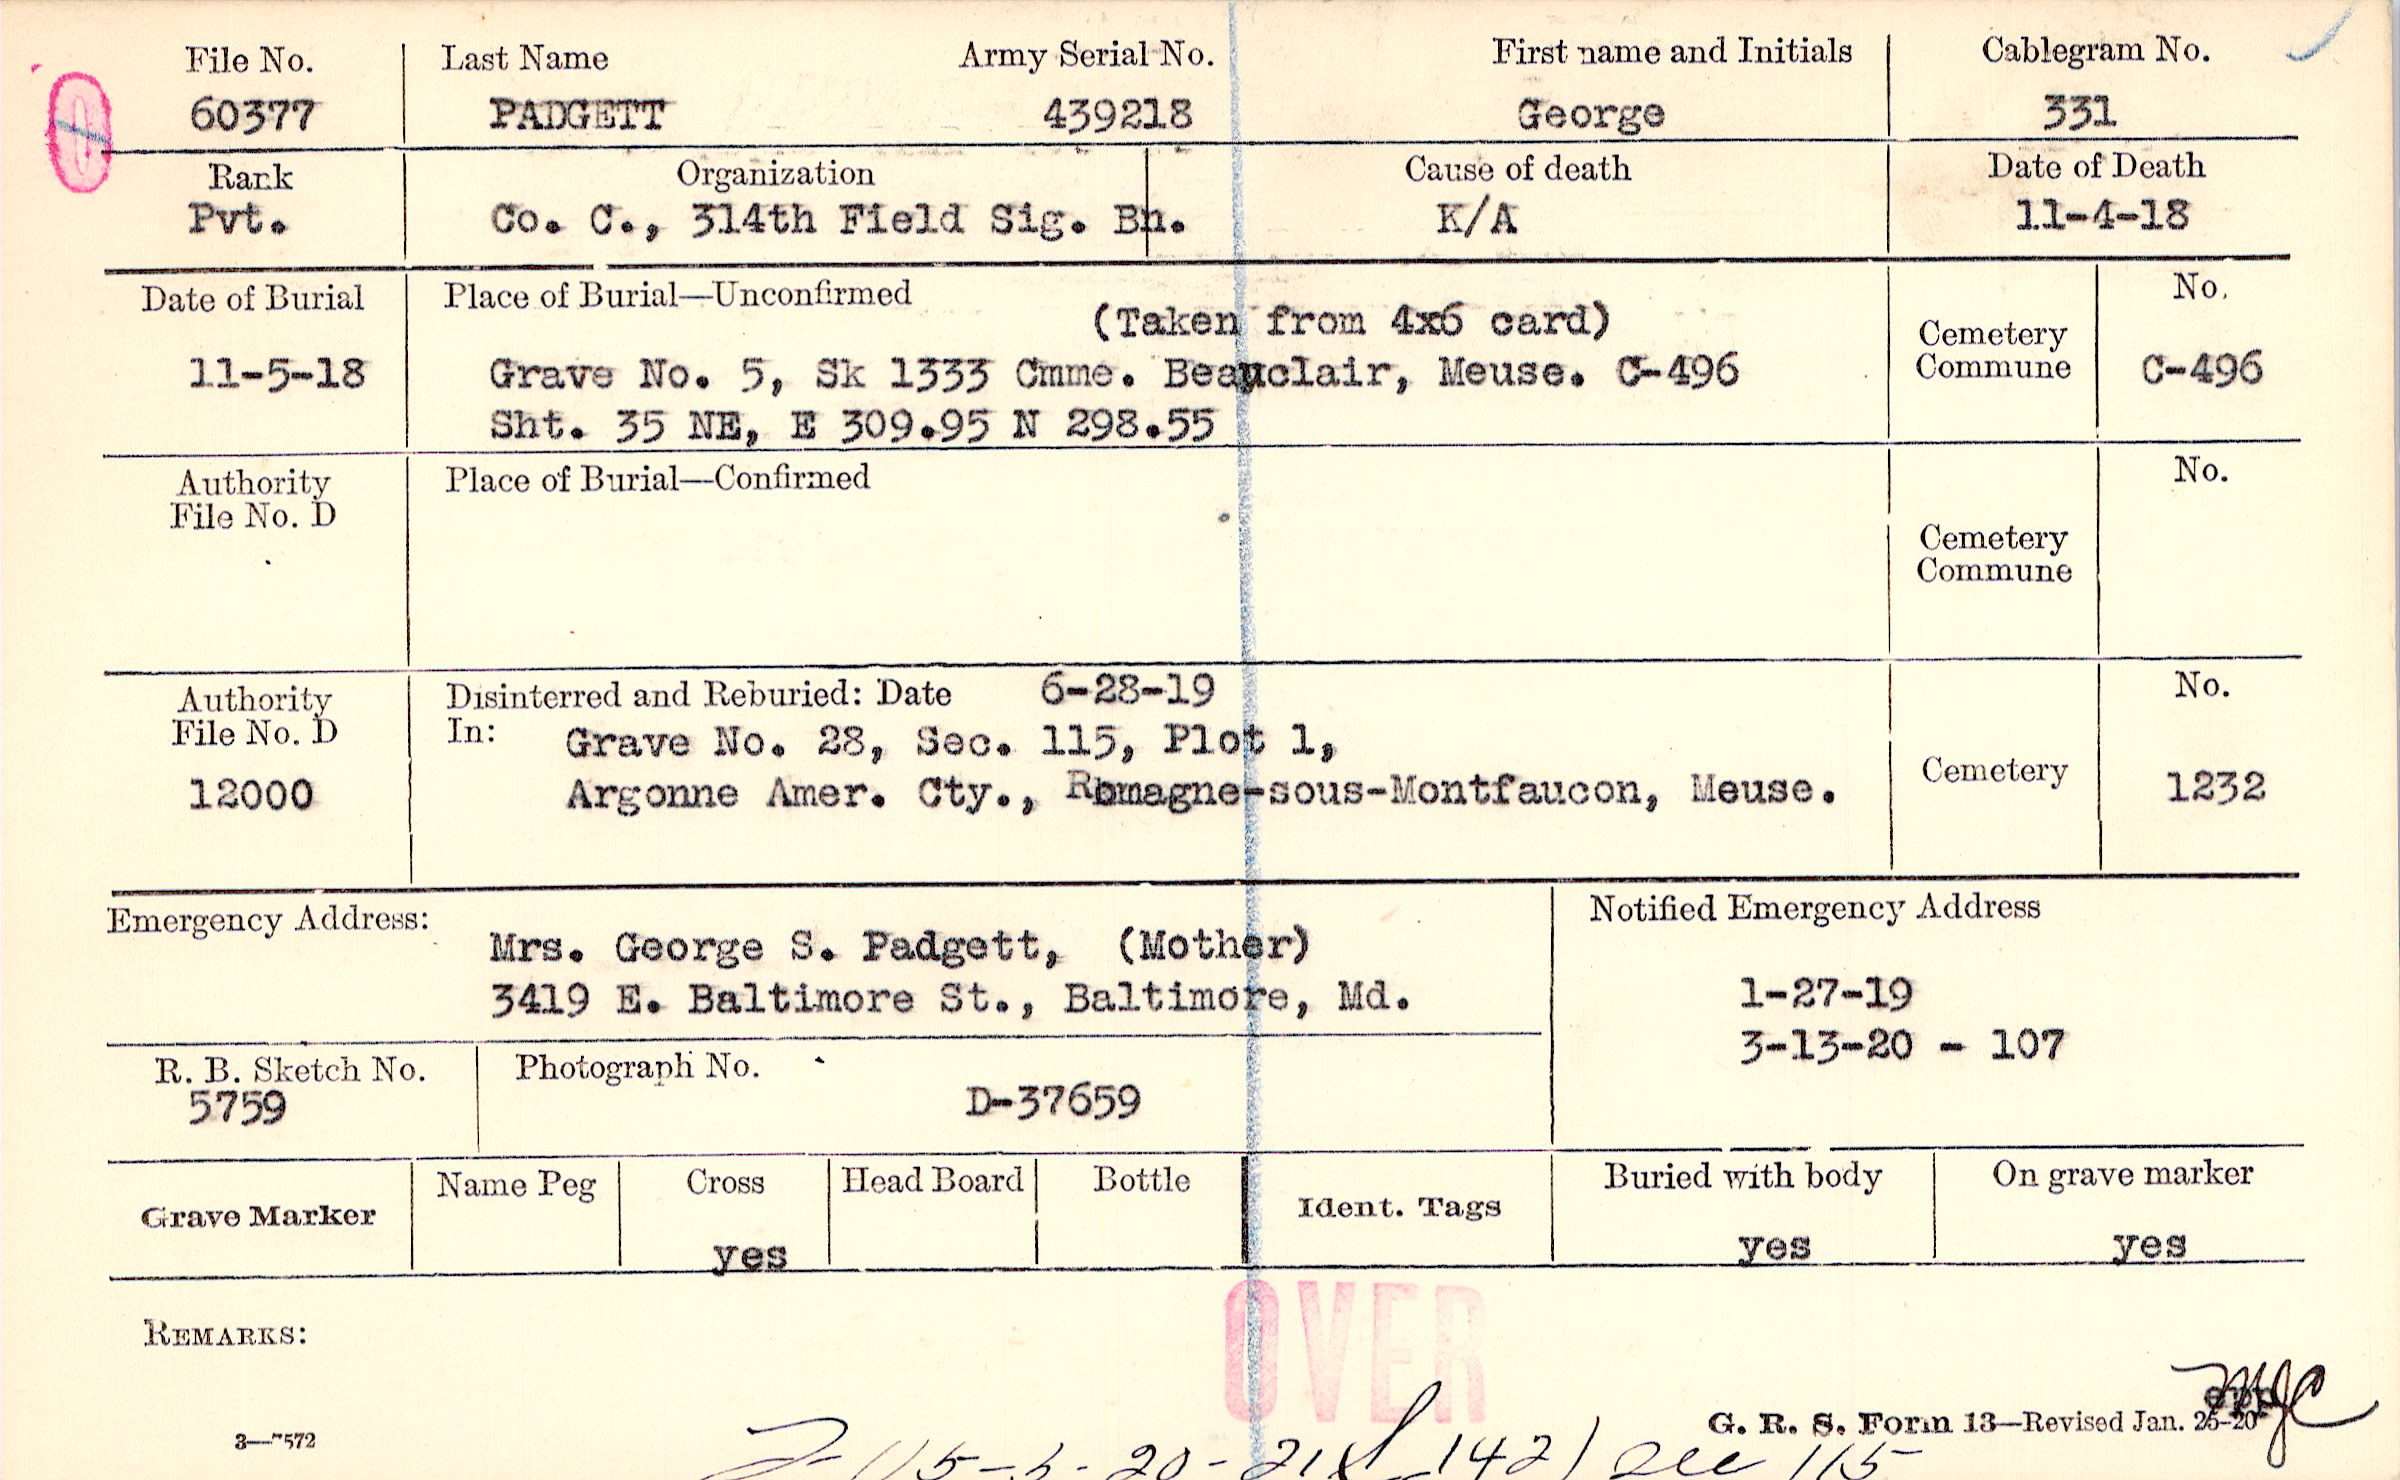 File No. Last Name Army Serial No. First name and Initials Cablegram No.
60377 PADGETT 439218 George 331
Rank Organization Cause of death Date of Death
Pvt. Co. C., 314th Field Sig. Bn. K/A 11-4-18
Date of Burial Place of Burial—Unconfirmed No.
(Taken from 4x6 card)
Cemetery
Commune
11-5-18 Grave No. 5, Sk 1333 Cmme. Beauclair, Meuse. C-496 C-496
Sht. 35 NE, E 309.95 N 298.55
Authority Place of Burial—Confirmed No.
File No. D
Cemetery
Commune
Authority Disinterred and Reburied: Date 6-28-19 No.
File No. D In: Grave No. 28, Sec. 115, Plot 1,
12000 Argonne Amer. Cty., Romagne-sous-Montfaucon, Meuse. Cemetery 1232
Emergency Address: Notified Emergency Address
Mrs. George S. Padgett, (Mother)
3419 E. Baltimore St., Baltimore, Md. 1-27-19
3-13-20 - 107
R. B. Sketch No. Photograph No.
5759 D-37659
Grave Marker Name Peg Cross Head Board Bottle Ident. Tags Buried with body On grave marker
yes yes yes
OVER
REMARKS:
G. R. S. Form 13—Revised Jan. 26-20
3—7572
see 115